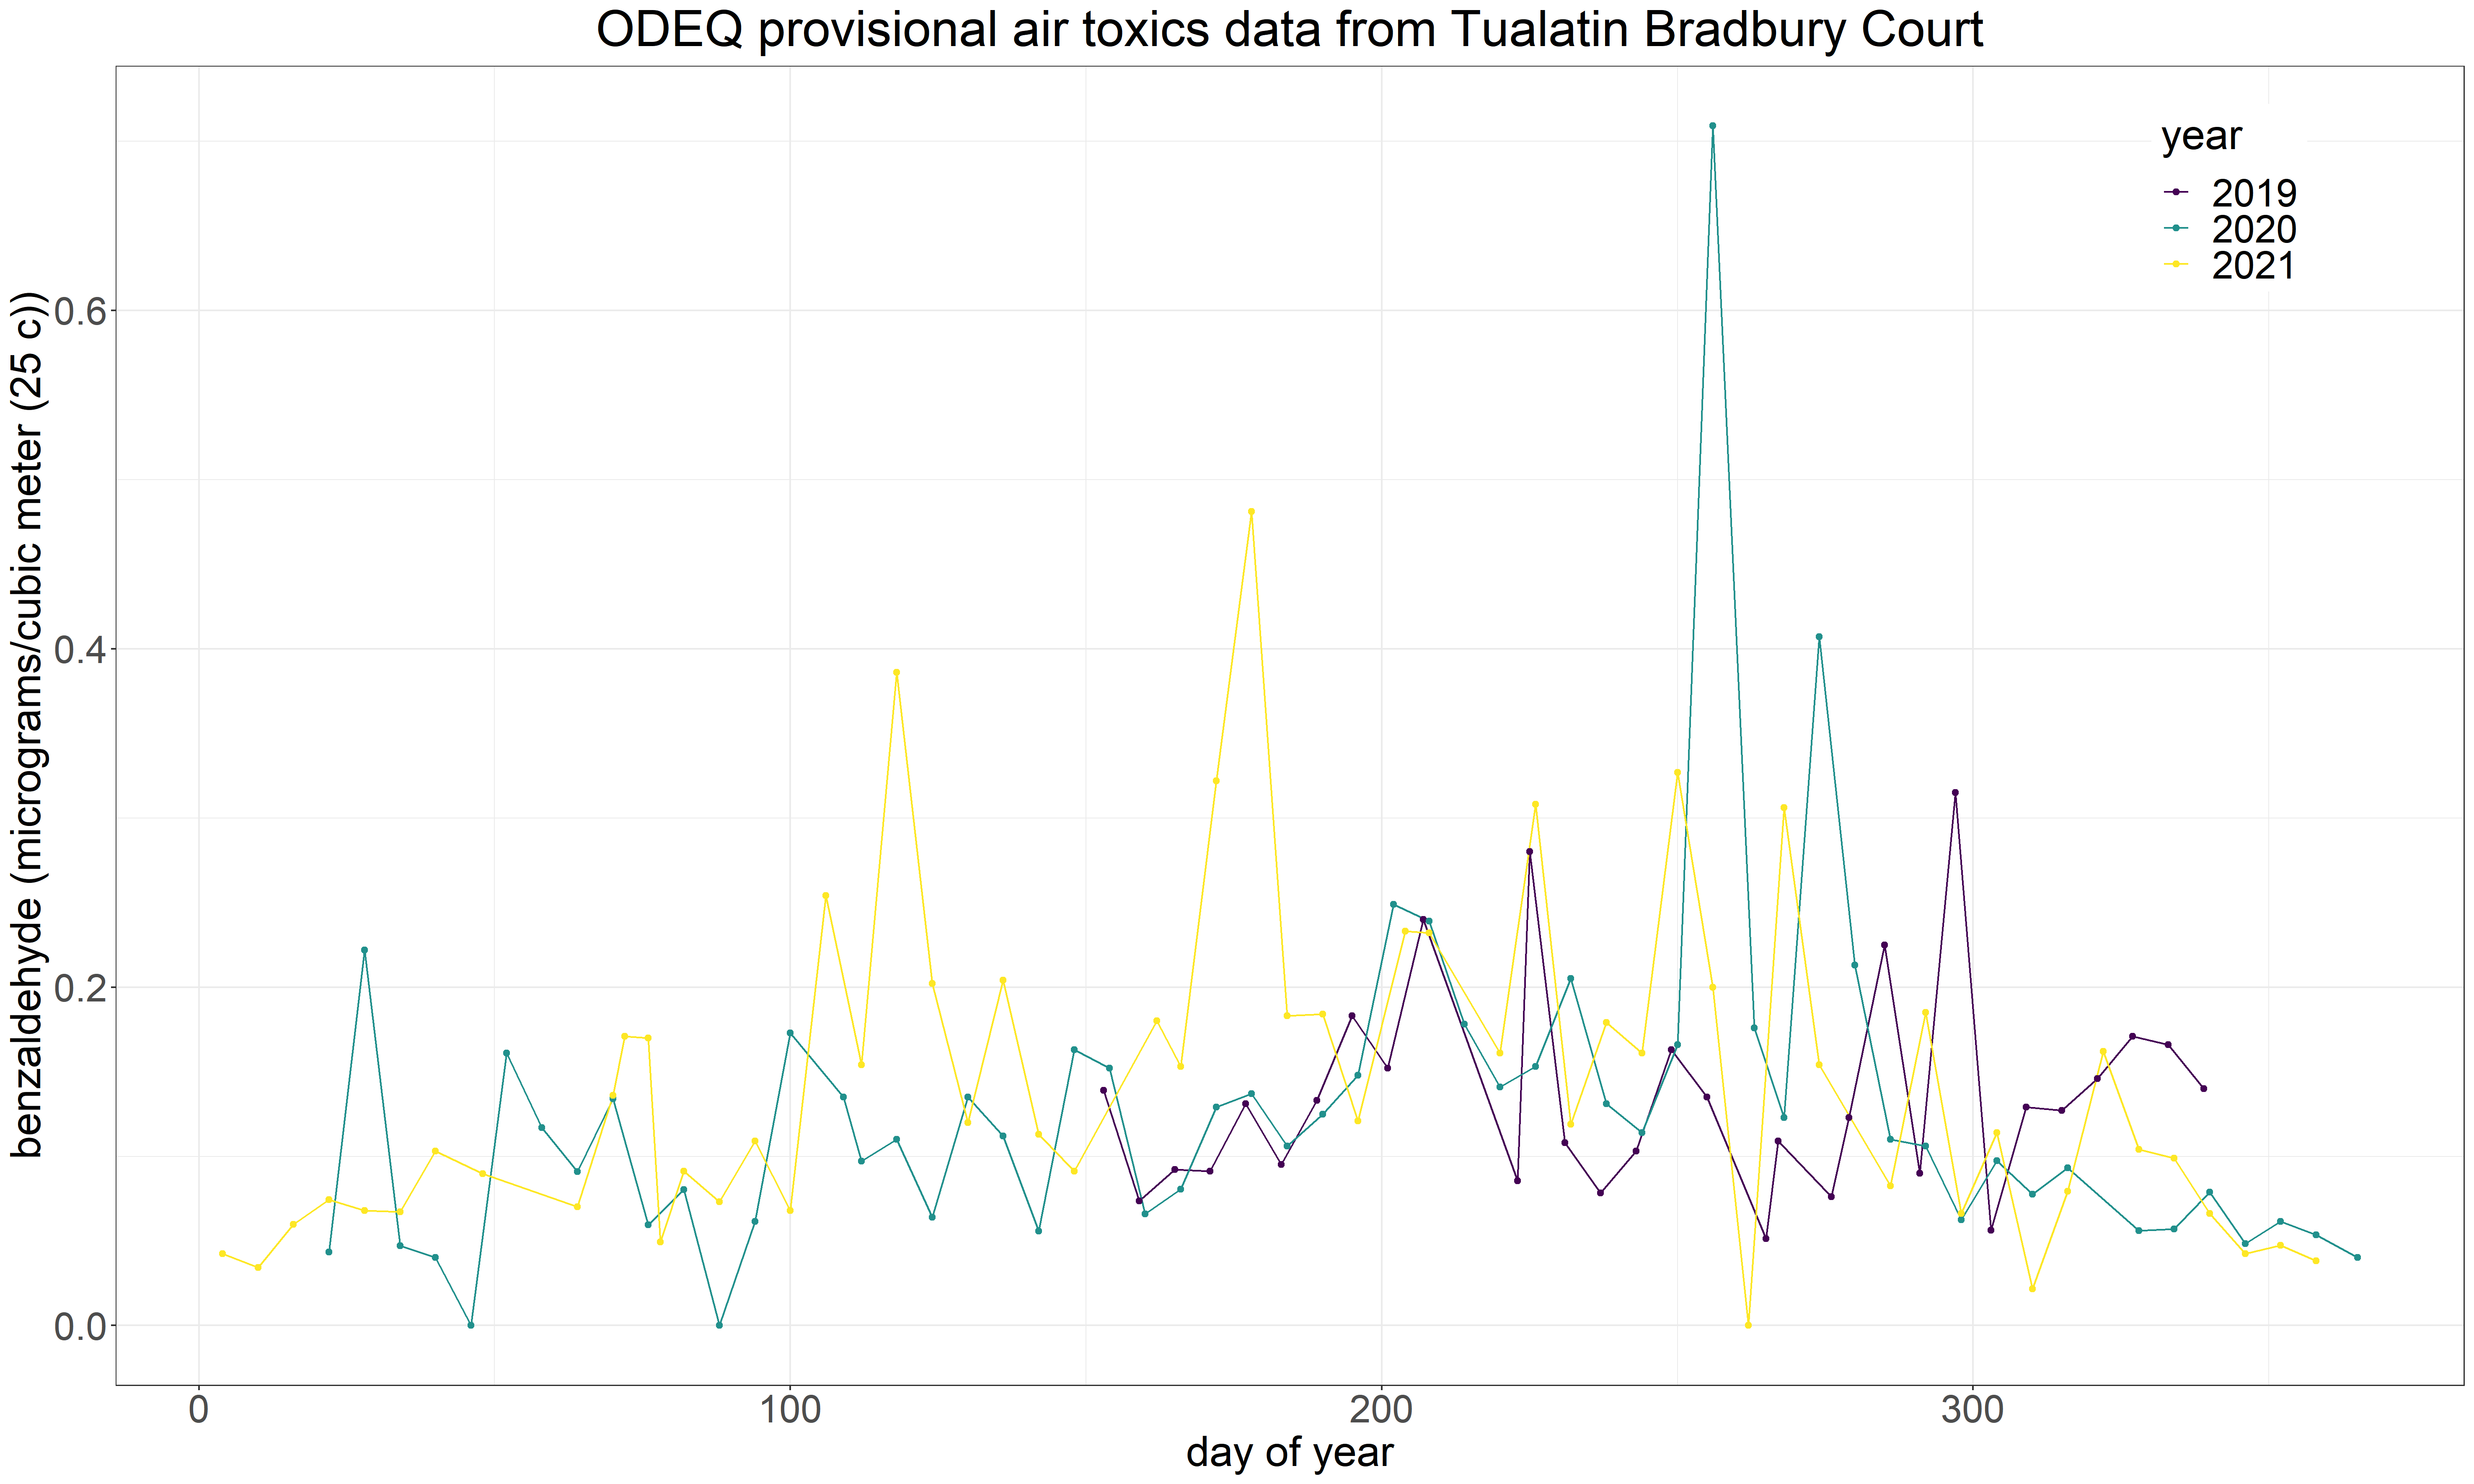 ODEQ provisional air toxics data from Tualatin Bradbury Court
benzaldehyde (micrograms/cubic meter (25 c))
0.6
0.4
0.2
0.0
year
2019
2020
2021
0 100 200 300
day of year